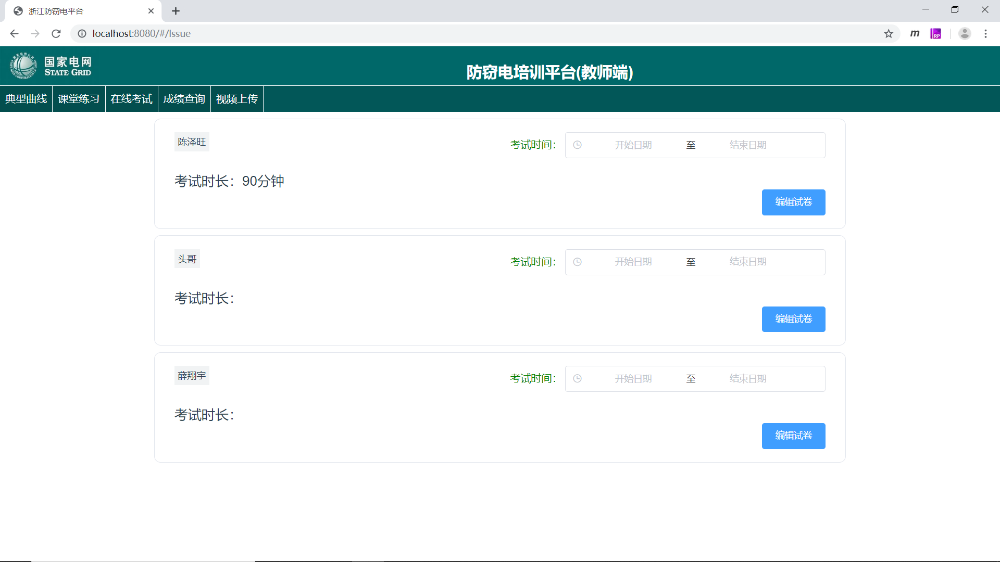 浙江防窃电平台
localhost:8080/#/Issue
国家电网
STATE GRID
防窃电培训平台(教师端)
典型曲线 课堂练习 在线考试 成绩查询 视频上传
陈泽旺
考试时间： 开始日期 至 结束日期
考试时长：90分钟
编辑试卷
头哥
考试时间： 开始日期 至 结束日期
考试时长：
编辑试卷
薛翔宇
考试时间： 开始日期 至 结束日期
考试时长：
编辑试卷